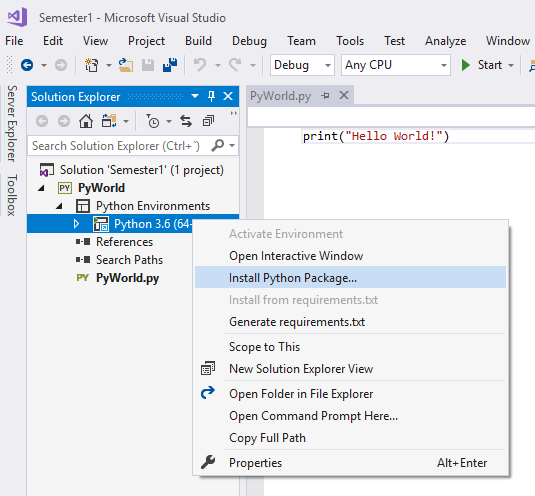 Semester1 - Microsoft Visual Studio
File Edit View Project Build Debug Team Tools Test Analyze Window
Debug Any CPU Start
Server Explorer
Toolbox
Solution Explorer
PyWorld.py
Search Solution Explorer (Ctrl+`)
print("Hello World!")
Solution 'Semester1' (1 project)
PY PyWorld
Python Environments
Python 3.6 (64-
References
Search Paths
PY PyWorld.py
Activate Environment
Open Interactive Window
Install Python Package...
Install from requirements.txt
Generate requirements.txt
Scope to This
New Solution Explorer View
Open Folder in File Explorer
Open Command Prompt Here...
Copy Full Path
Properties Alt+Enter